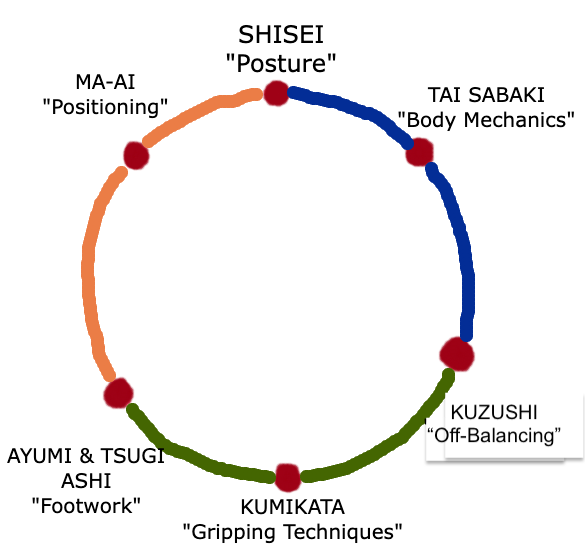 SHISEI
"Posture"
MA-AI
"Positioning"
TAI SABAKI
"Body Mechanics"
KUZUSHI
“Off-Balancing”
AYUMI & TSUGI
ASHI
"Footwork"
KUMIKATA
"Gripping Techniques"